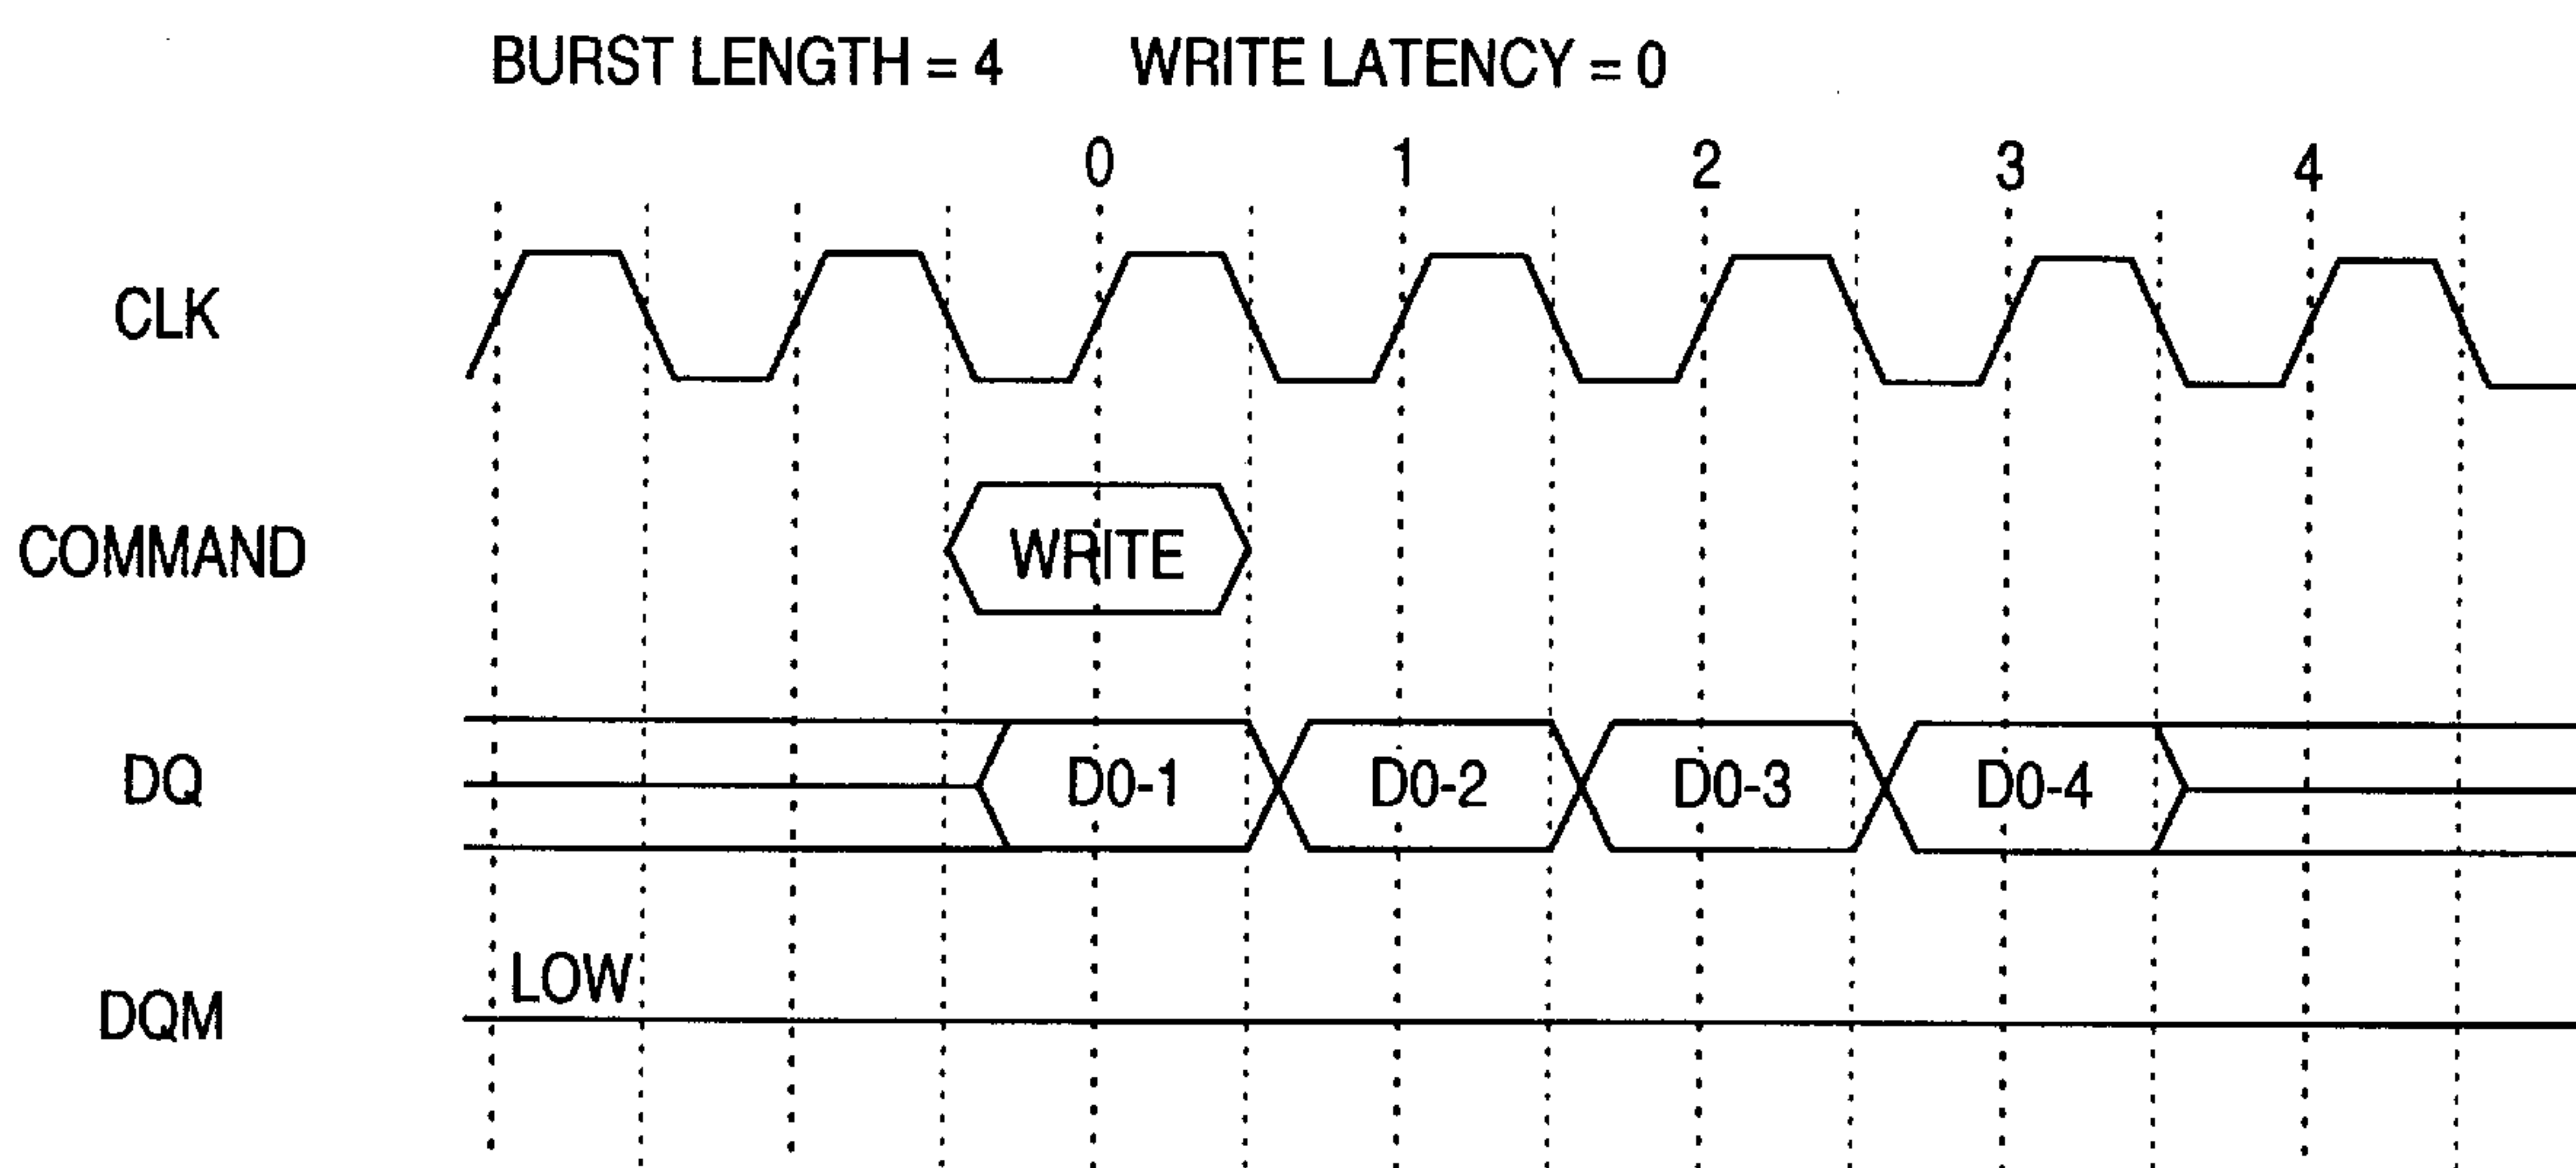 BURST LENGTH = 4 WRITE LATENCY = 0
0 1 2 3 4
CLK
COMMAND WRITE
DQ D0-1 D0-2 D0-3 D0-4
LOW
DQM